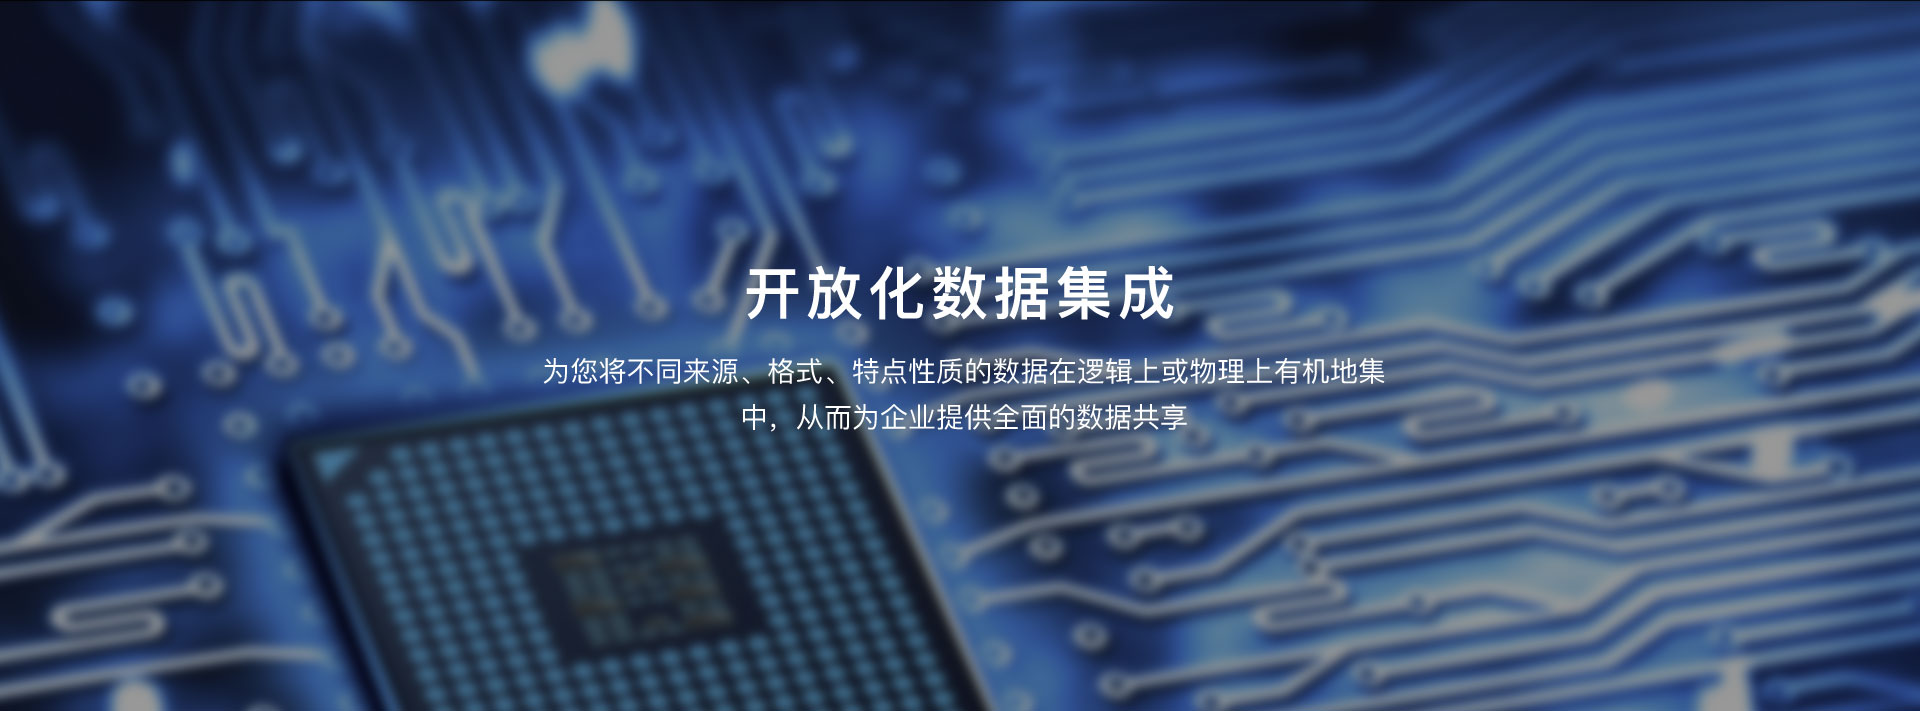 开放化数据集成
为您将不同来源、格式、特点性质的数据在逻辑上或物理上有机地集
中，从而为企业提供全面的数据共享